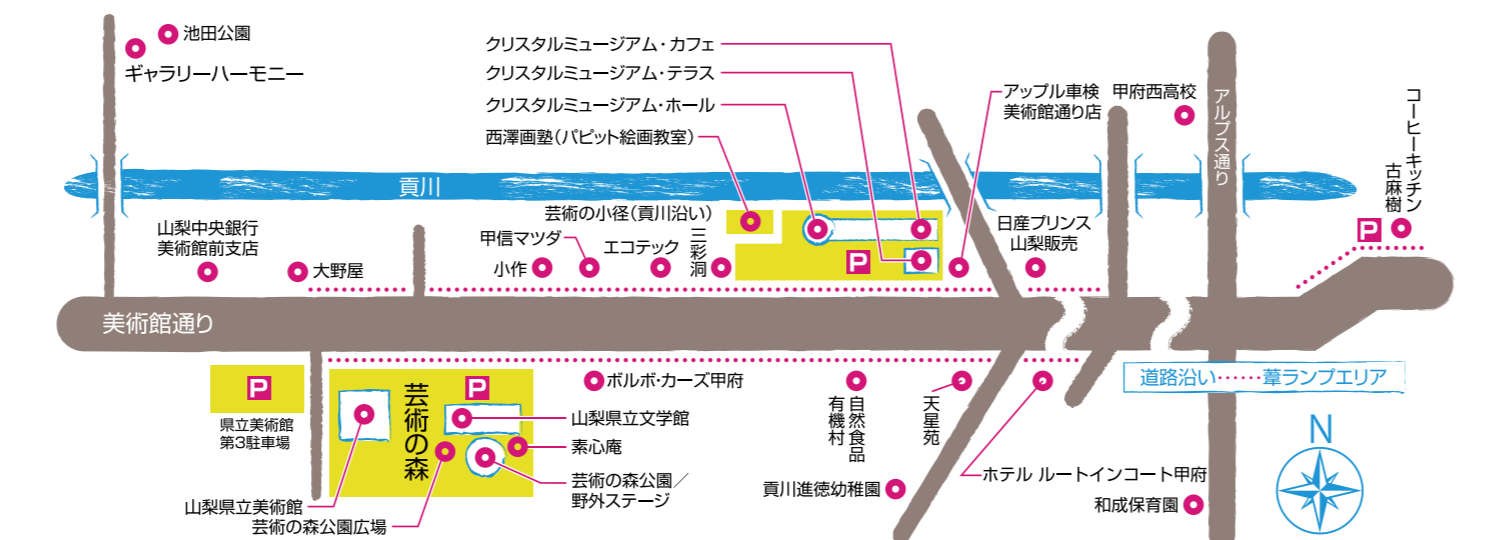 池田公園
ギャラリーハーモニー
クリスタルミュージアム・カフェ
クリスタルミュージアム・テラス
クリスタルミュージアム・ホール
西澤画塾(パピット絵画教室)
アップル車検
美術館通り店
甲府西高校
アルプス通り
コーヒーキッチン
古麻樹
P
貢川
芸術の小径(貢川沿い)
山梨中央銀行
美術館前支店
大野屋
小作
甲信マツダ
エコテック
三彩洞
P
日産プリンス
山梨販売
美術館通り
P
県立美術館
第3駐車場
芸術の森
P
ボルボ・カーズ甲府
山梨県立文学館
素心庵
芸術の森公園/
野外ステージ
山梨県立美術館
芸術の森公園広場
自然食品
有機村
天星苑
道路沿い……葦ランプエリア
貢川進徳幼稚園
ホテル ルートインコート甲府
和成保育園
N